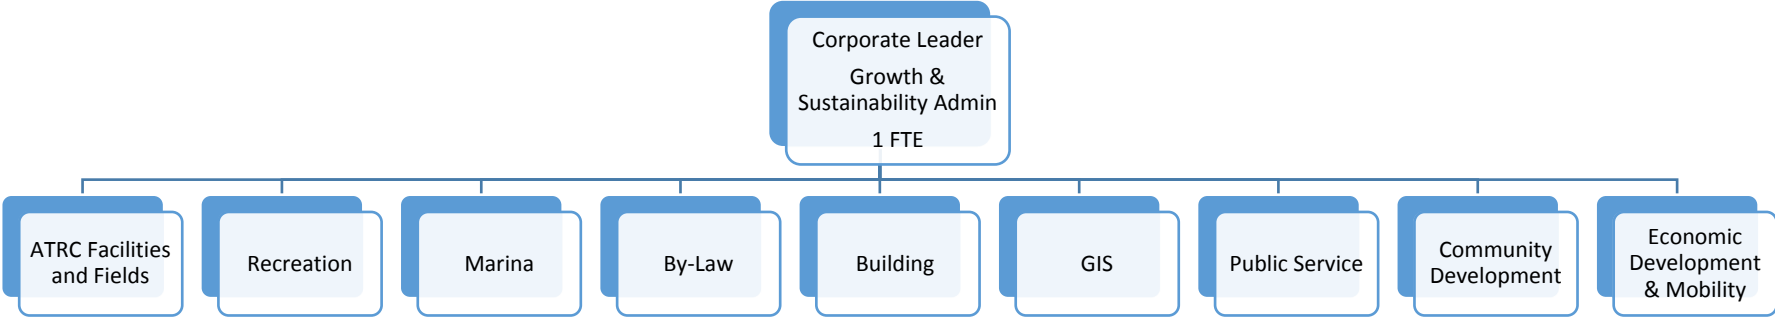 Corporate Leader
Growth &
Sustainability Admin
1 FTE
ATRC Facilities
and Fields
Recreation
Marina
By-Law
Building
GIS
Public Service
Community
Development
Economic
Development
& Mobility